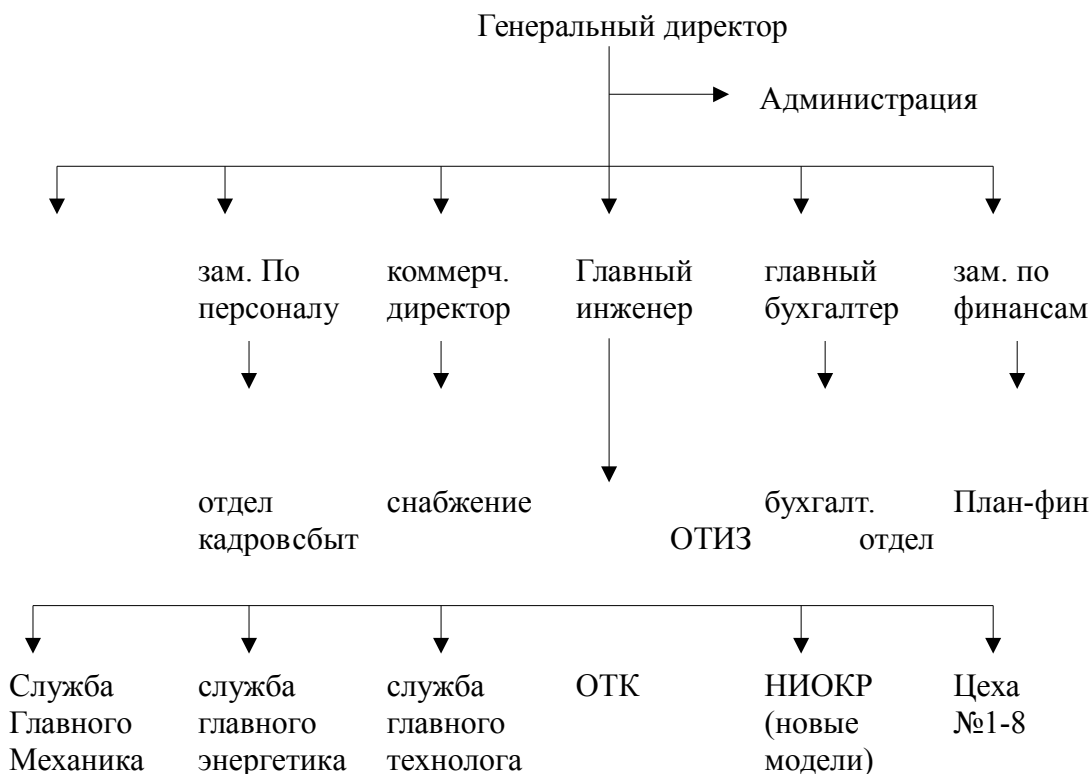 Генеральный директор
Администрация
зам. По коммерч. Главный главный зам. по
персоналу директор инженер бухгалтер финансам
отдел снабжение бухгалт. План-фин
кадровсбыт ОТИЗ отдел
Служба служба служба ОТК НИОКР Цеха
Главного главного главного (новые №1-8
Механика энергетика технолога модели)